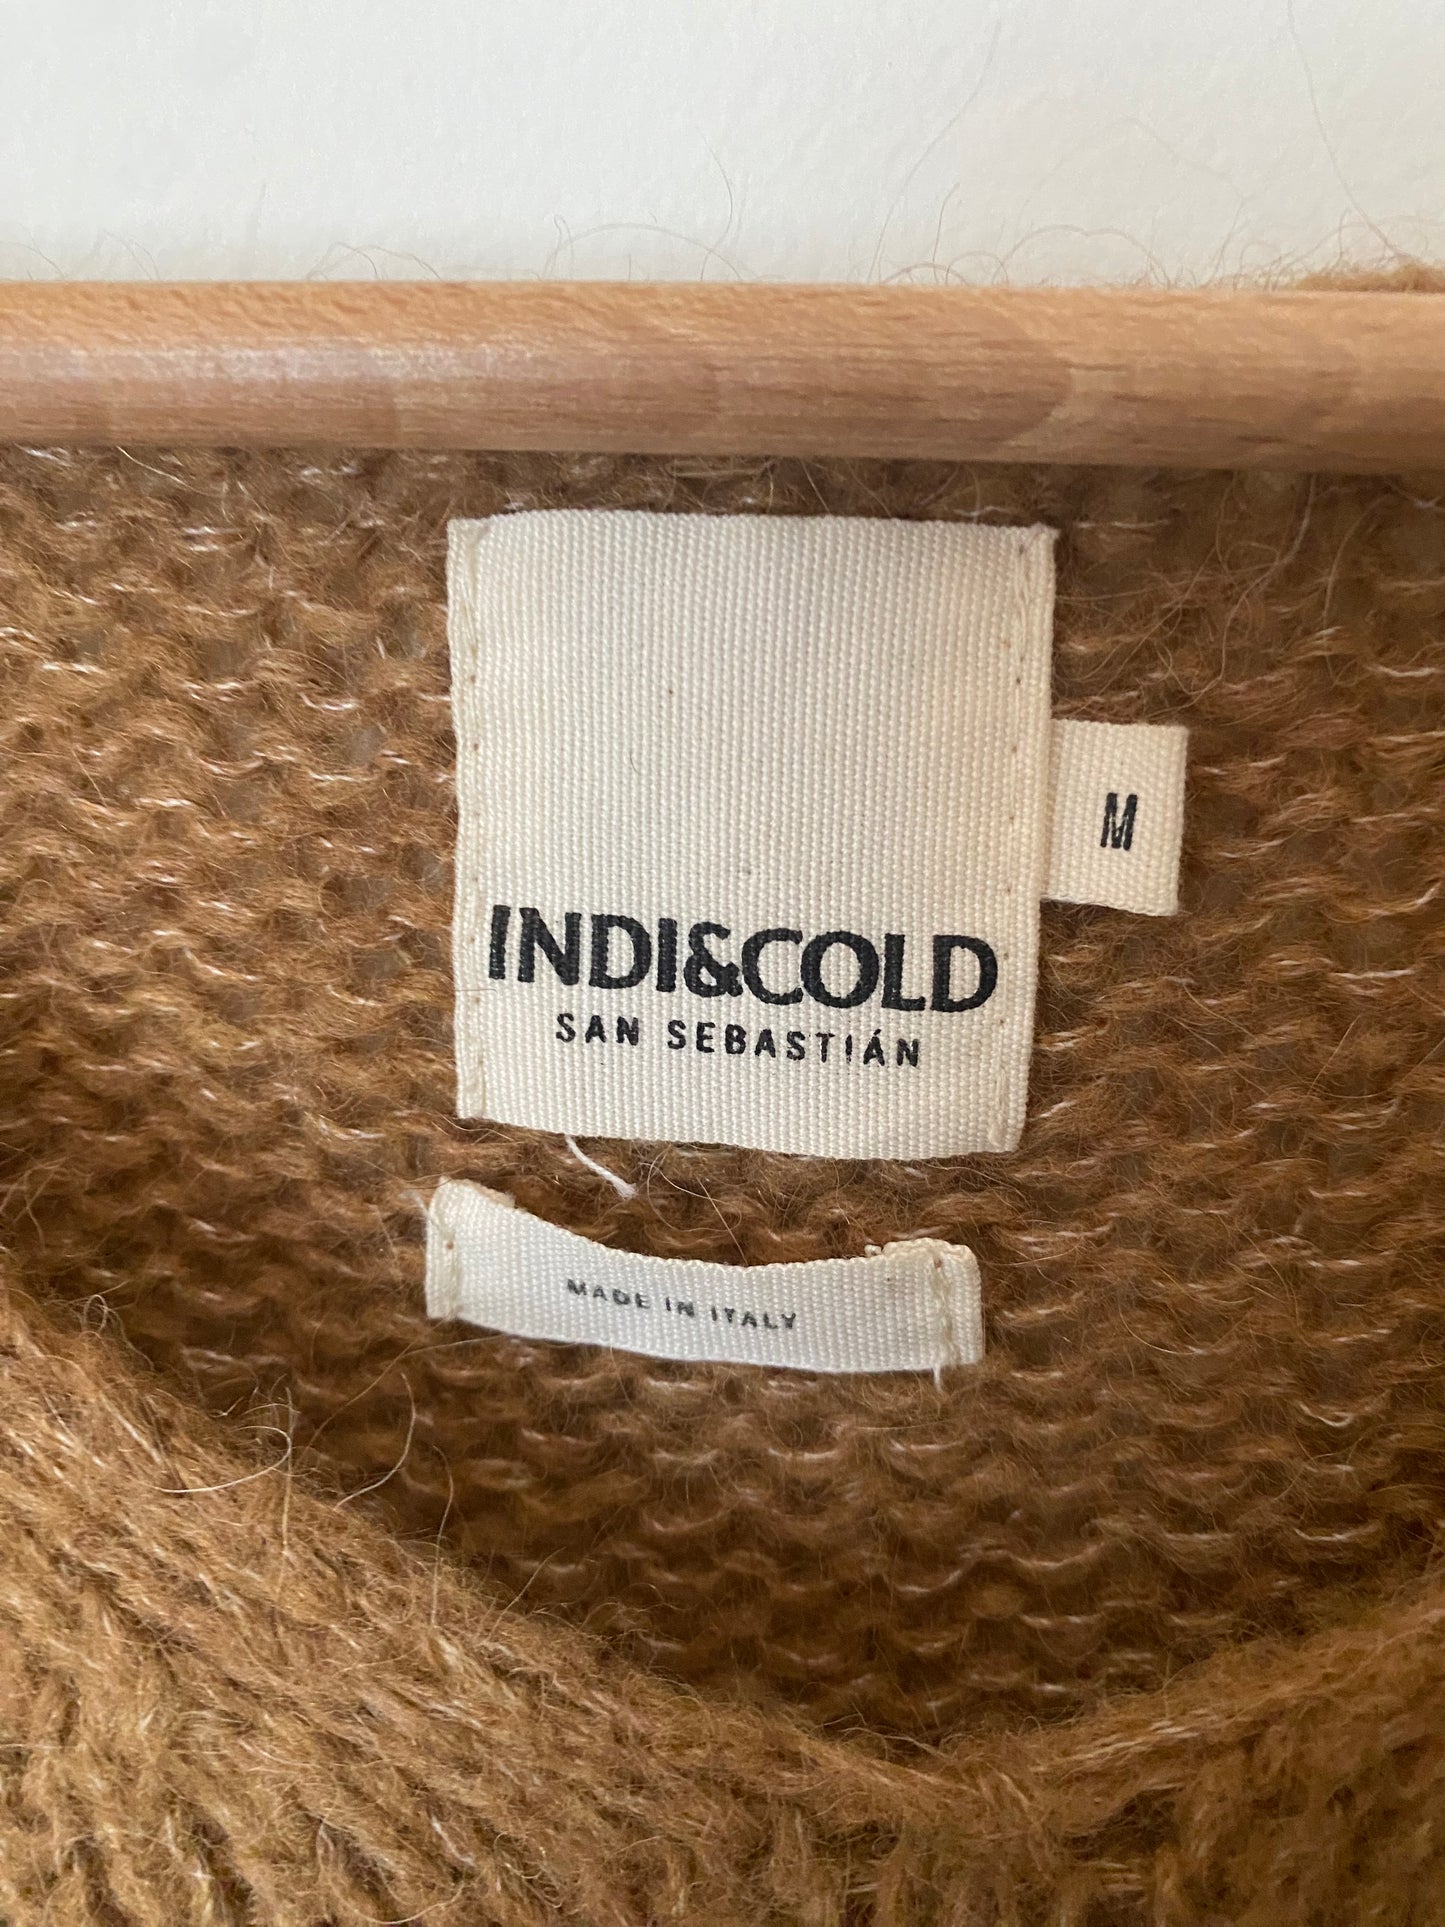 INDI&COLD
SAN SEBASTIÁN
M
MADE IN ITALY